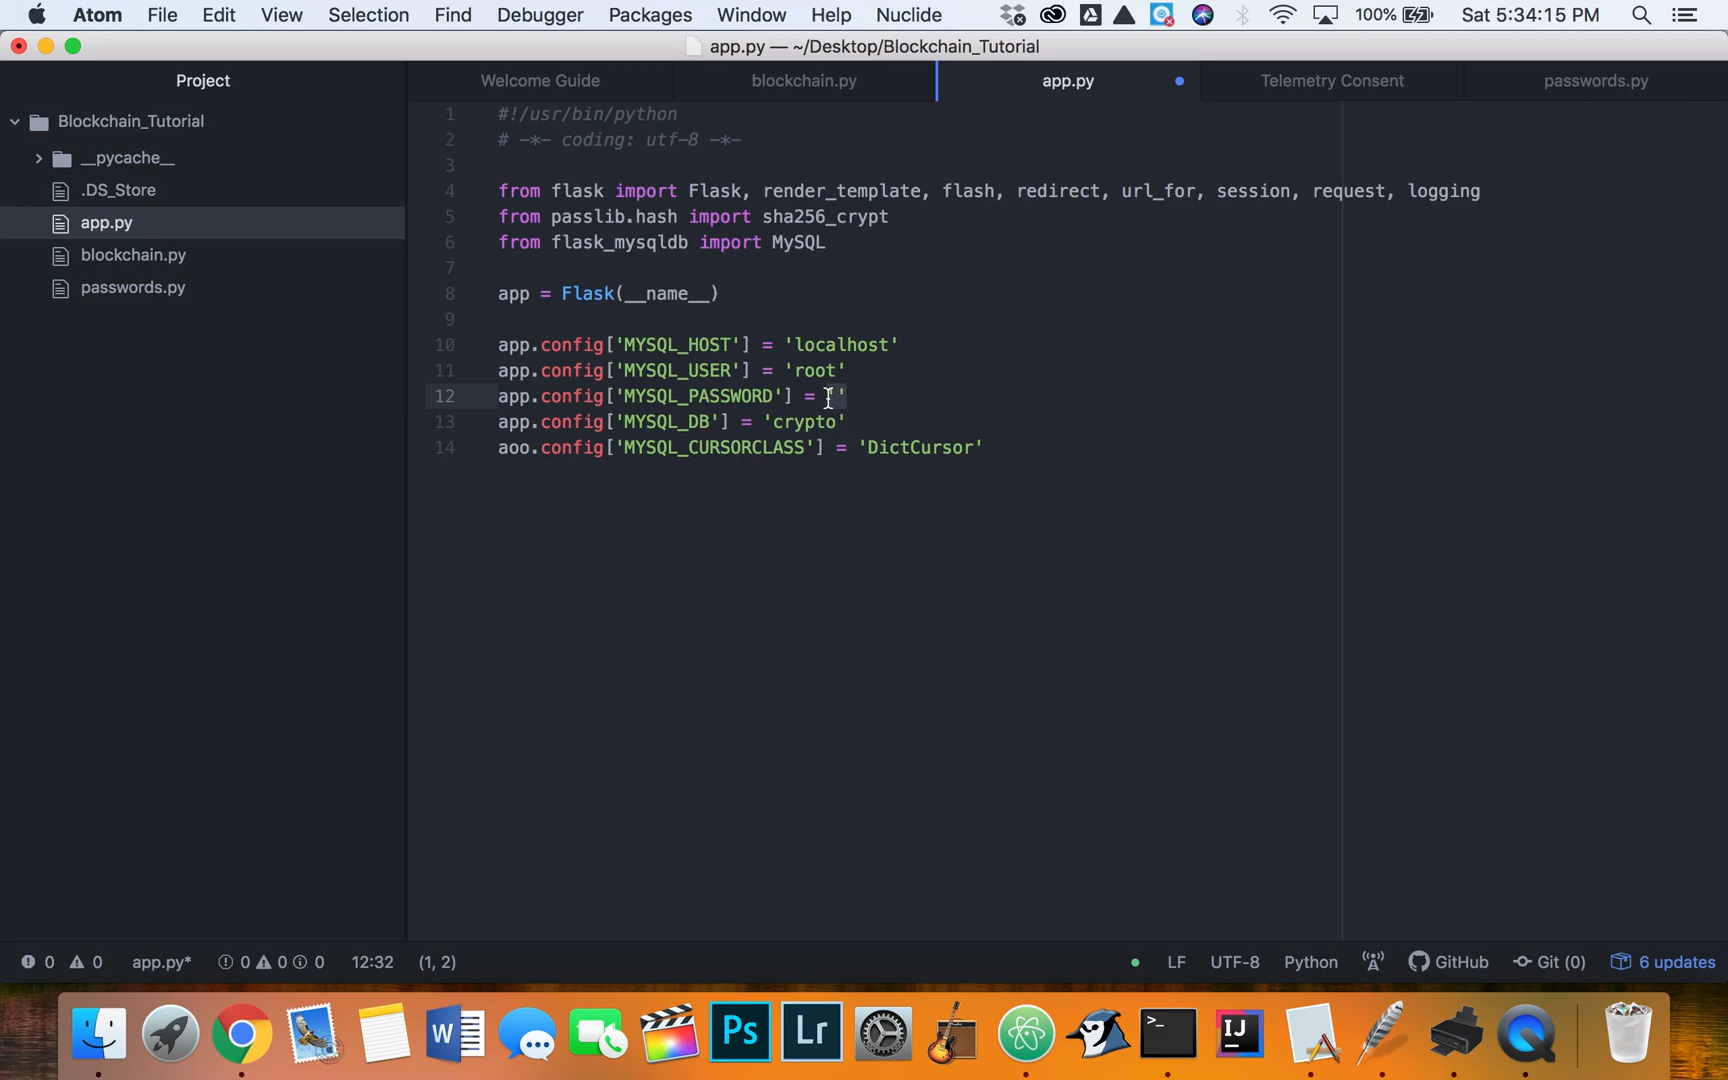 Atom File Edit View Selection Find Debugger Packages Window Help Nuclide 100% Sat 5:34:15 PM
app.py — ~/Desktop/Blockchain_Tutorial
Project Welcome Guide blockchain.py app.py Telemetry Consent passwords.py
Blockchain_Tutorial
__pycache__
.DS_Store
app.py
blockchain.py
passwords.py
1 #!/usr/bin/python
2 # -*- coding: utf-8 -*-
3
4 from flask import Flask, render_template, flash, redirect, url_for, session, request, logging
5 from passlib.hash import sha256_crypt
6 from flask_mysqldb import MySQL
7
8 app = Flask(__name__)
9
10 app.config['MYSQL_HOST'] = 'localhost'
11 app.config['MYSQL_USER'] = 'root'
12 app.config['MYSQL_PASSWORD'] = ''
13 app.config['MYSQL_DB'] = 'crypto'
14 aoo.config['MYSQL_CURSORCLASS'] = 'DictCursor'
0 0 app.py* 0 0 0 12:32 (1, 2) LF UTF-8 Python GitHub Git (0) 6 updates
W Ps Lr >_ IJ